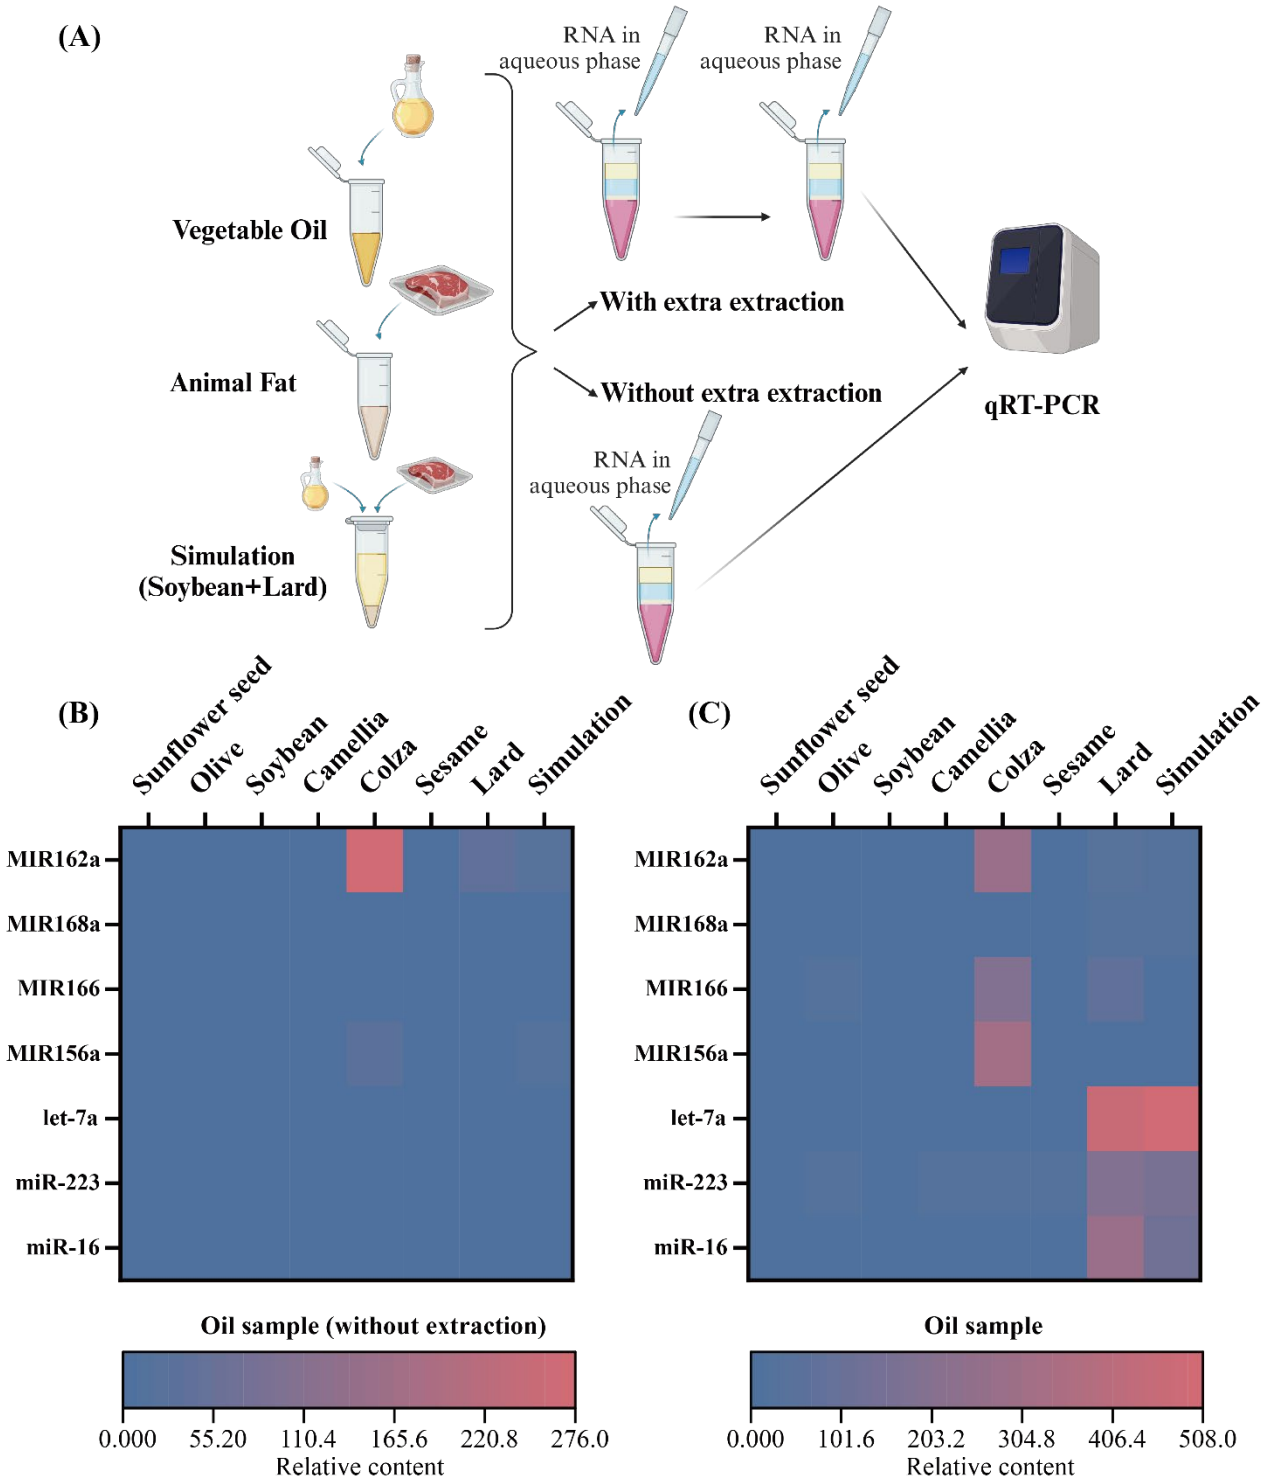 (A)
RNA in
aqueous phase
RNA in
aqueous phase
Vegetable Oil
With extra extraction
Animal Fat
Without extra extraction
qRT-PCR
RNA in
aqueous phase
Simulation
(Soybean+Lard)
(B)
Sunflower seed
Olive
Soybean
Camellia
Colza
Sesame
Lard
Simulation
MIR162a
MIR168a
MIR166
MIR156a
let-7a
miR-223
miR-16
Oil sample (without extraction)
0.000 55.20 110.4 165.6 220.8 276.0
Relative content
(C)
Sunflower seed
Olive
Soybean
Camellia
Colza
Sesame
Lard
Simulation
MIR162a
MIR168a
MIR166
MIR156a
let-7a
miR-223
miR-16
Oil sample
0.000 101.6 203.2 304.8 406.4 508.0
Relative content